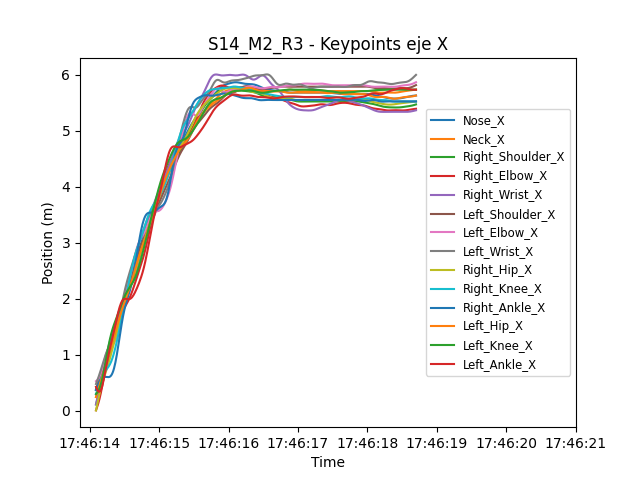 S14_M2_R3 - Keypoints eje X
Position (m)
6
5
4
3
2
1
0
Nose_X
Neck_X
Right_Shoulder_X
Right_Elbow_X
Right_Wrist_X
Left_Shoulder_X
Left_Elbow_X
Left_Wrist_X
Right_Hip_X
Right_Knee_X
Right_Ankle_X
Left_Hip_X
Left_Knee_X
Left_Ankle_X
17:46:14 17:46:15 17:46:16 17:46:17 17:46:18 17:46:19 17:46:20 17:46:21
Time